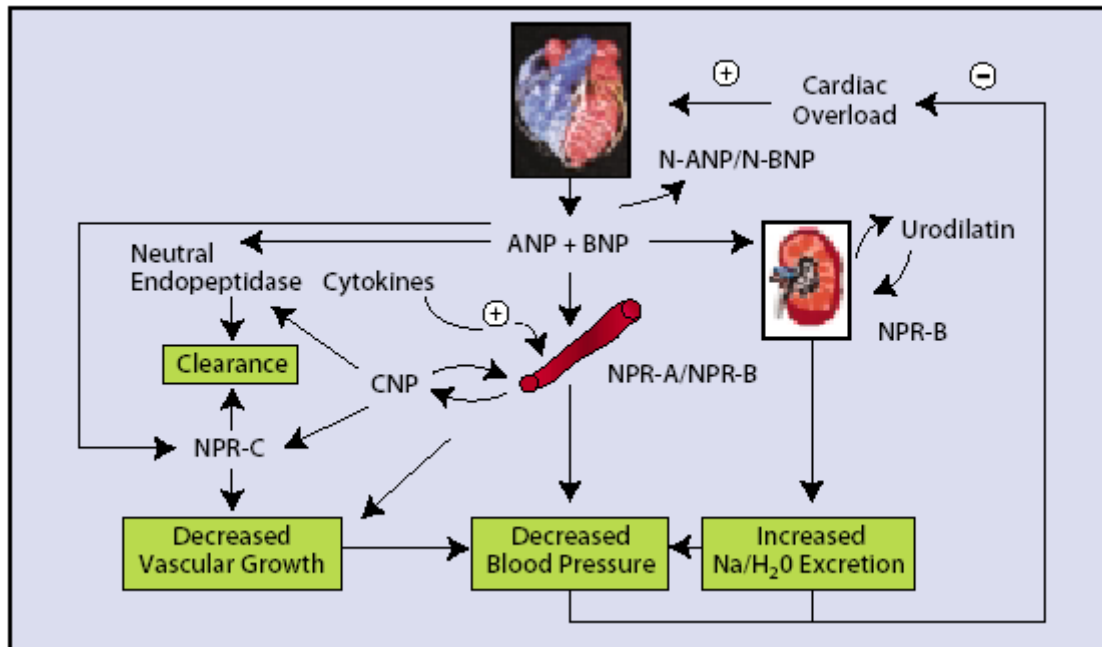 +
−
Cardiac
Overload
N-ANP/N-BNP
Urodilatin
ANP + BNP
Neutral
Endopeptidase
Cytokines
+
NPR-B
Clearance
CNP
NPR-A/NPR-B
NPR-C
Decreased
Vascular Growth
Decreased
Blood Pressure
Increased
Na/H₂0 Excretion